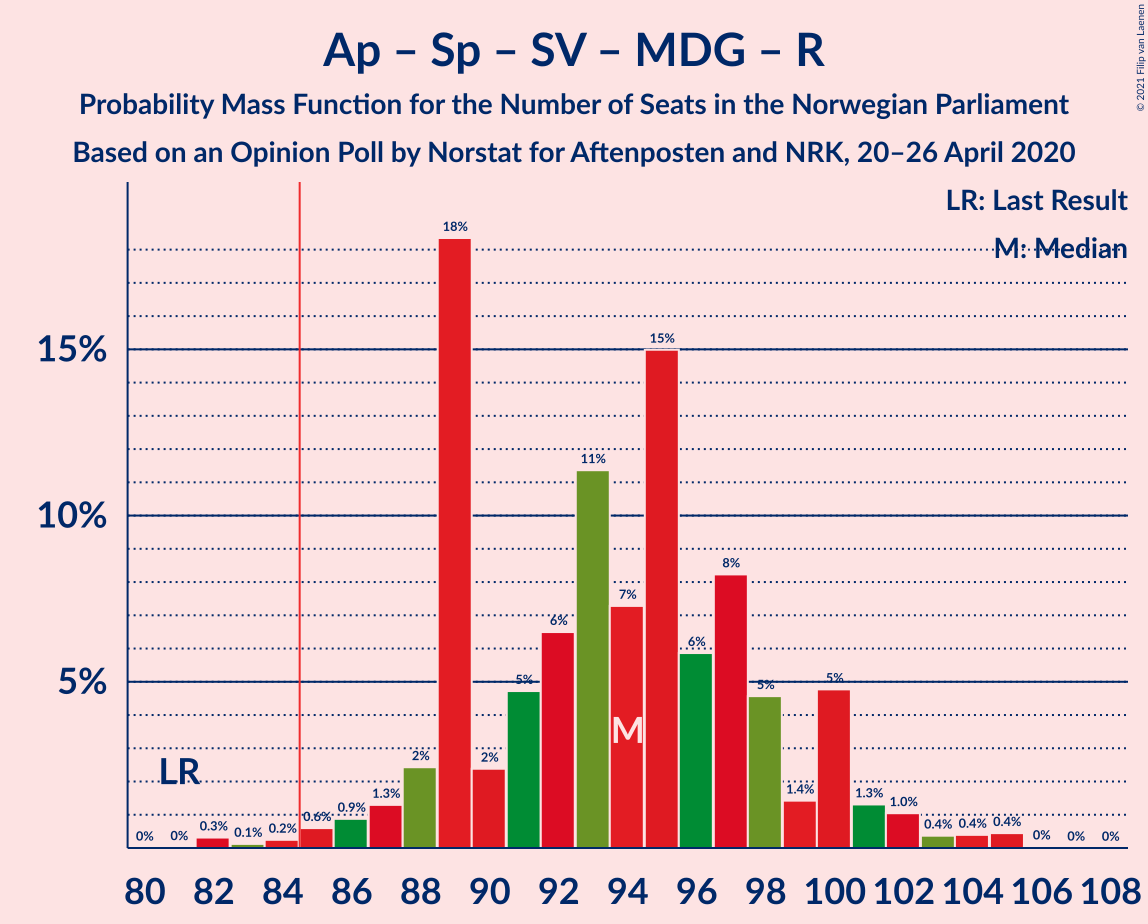 Ap – Sp – SV – MDG – R
Probability Mass Function for the Number of Seats in the Norwegian Parliament
Based on an Opinion Poll by Norstat for Aftenposten and NRK, 20–26 April 2020
© 2021 Filip van Laenen
LR: Last Result
M: Median
15%
10%
5%
LR
M
0% 0% 0.3% 0.1% 0.2% 0.6% 0.9% 1.3% 2% 18% 2% 5% 6% 11% 7% 15% 6% 8% 5% 1.4% 5% 1.3% 1.0% 0.4% 0.4% 0.4% 0% 0% 0%
80 82 84 86 88 90 92 94 96 98 100 102 104 106 108